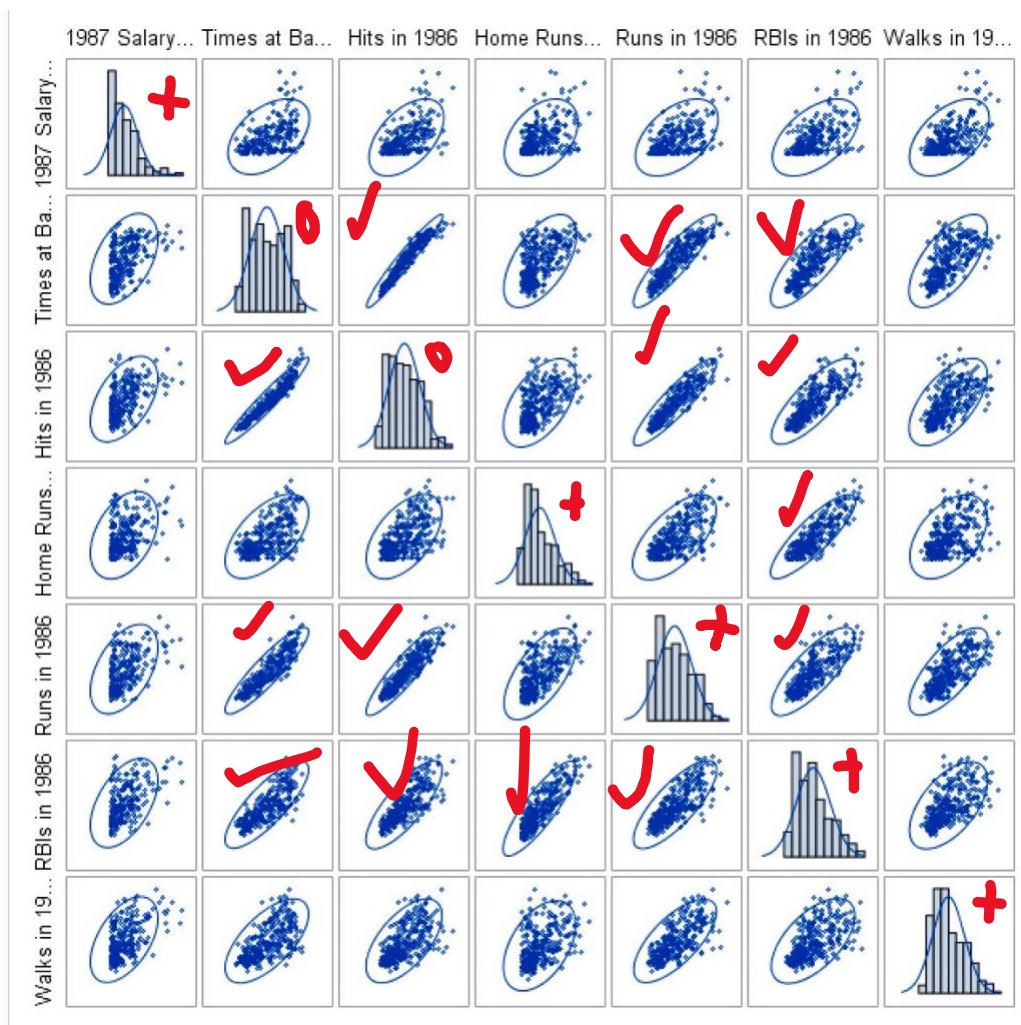 1987 Salary... Times at Ba... Hits in 1986 Home Runs... Runs in 1986 RBIs in 1986 Walks in 19...
1987 Salary...
Times at Ba...
Hits in 1986
Home Runs...
Runs in 1986
RBIs in 1986
Walks in 19...
+
0
0
+
+
+
+